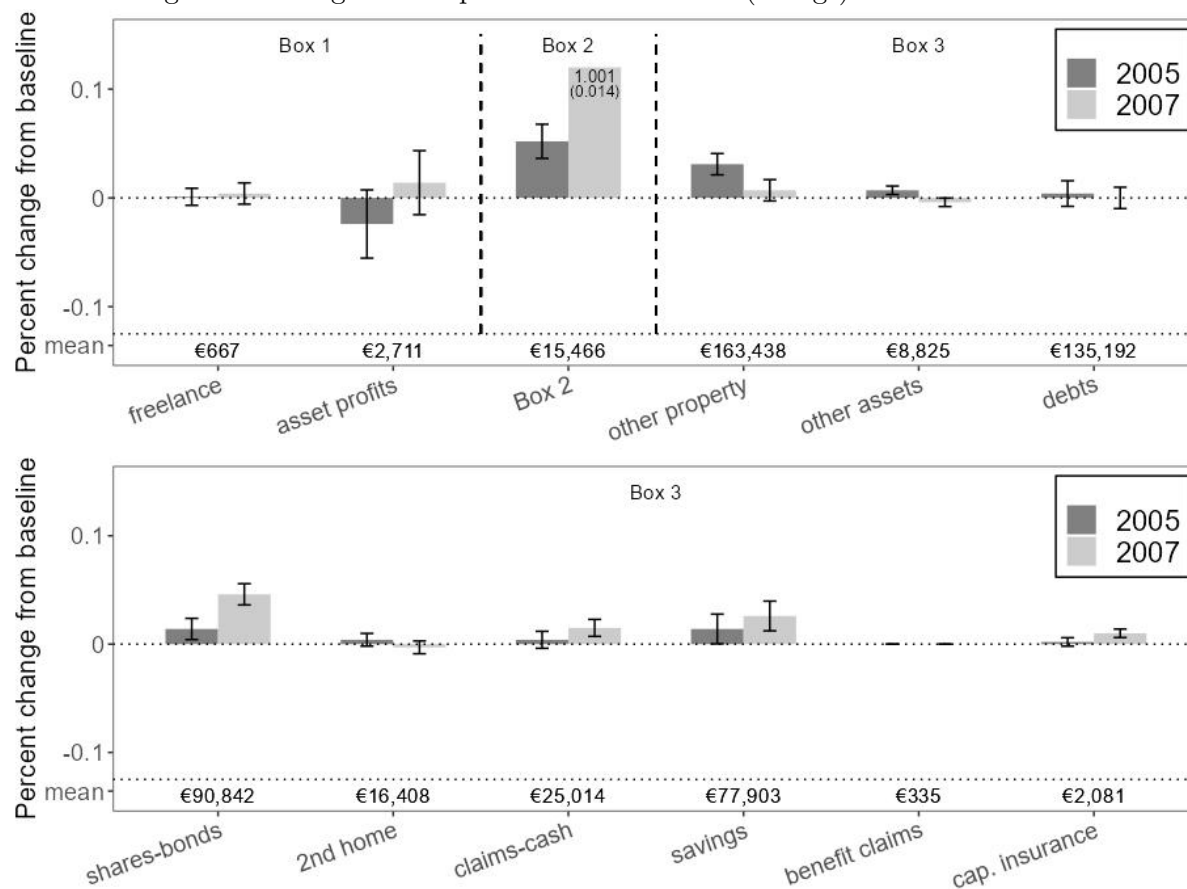 Box 1 Box 2 Box 3
2005
2007
1.001
(0.014)
Percent change from baseline
0.1
0
-0.1
mean
€667 €2,711 €15,466 €163,438 €8,825 €135,192
freelance asset profits Box 2 other property other assets debts
Box 3
2005
2007
Percent change from baseline
0.1
0
-0.1
mean
€90,842 €16,408 €25,014 €77,903 €335 €2,081
shares-bonds 2nd home claims-cash savings benefit claims cap. insurance